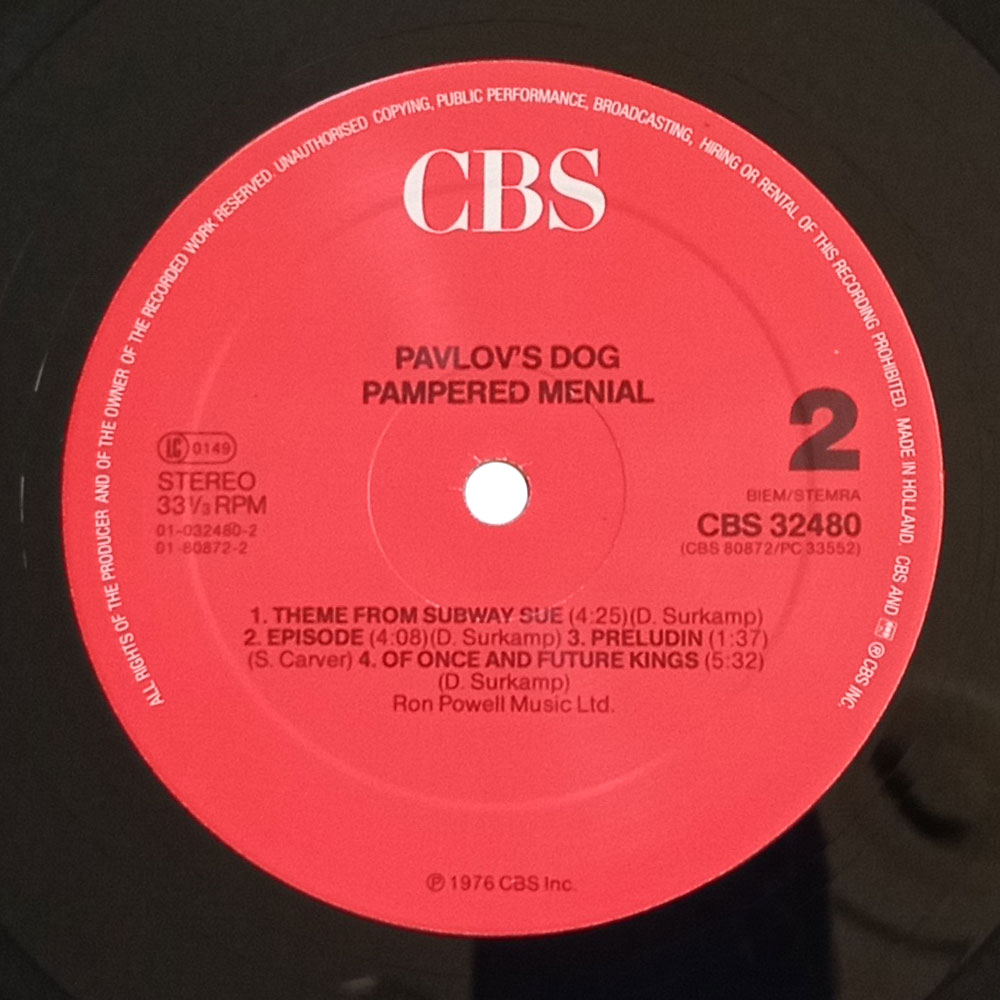 ALL RIGHTS OF THE PRODUCER AND OF THE OWNER OF THE RECORDED WORK RESERVED. UNAUTHORISED COPYING, PUBLIC PERFORMANCE, BROADCASTING, HIRING OR RENTAL OF THIS RECORDING PROHIBITED. MADE IN HOLLAND. CBS AND ℗ CBS INC.
CBS
PAVLOV'S DOG
PAMPERED MENIAL
2
LC 0149
STEREO
33⅓ RPM
01-032480-2
01-80872-2
BIEM/STEMRA
CBS 32480
(CBS 80872/PC 33552)
1. THEME FROM SUBWAY SUE (4:25)(D. Surkamp)
2. EPISODE (4:08)(D. Surkamp) 3. PRELUDIN (1:37)
(S. Carver) 4. OF ONCE AND FUTURE KINGS (5:32)
(D. Surkamp)
Ron Powell Music Ltd.
℗ 1976 CBS Inc.